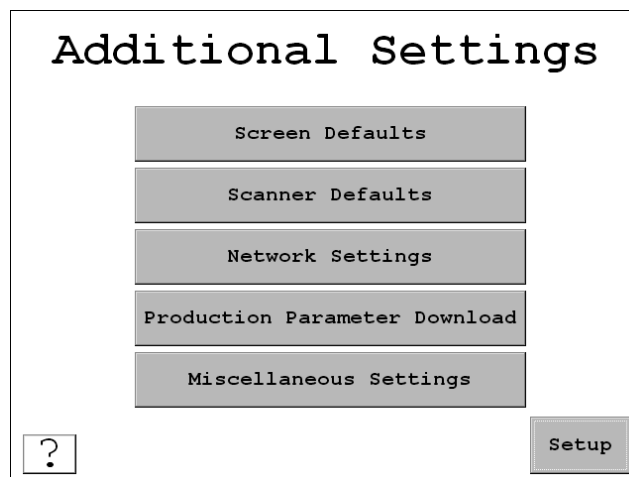 Additional Settings
Screen Defaults
Scanner Defaults
Network Settings
Production Parameter Download
Miscellaneous Settings
?
Setup